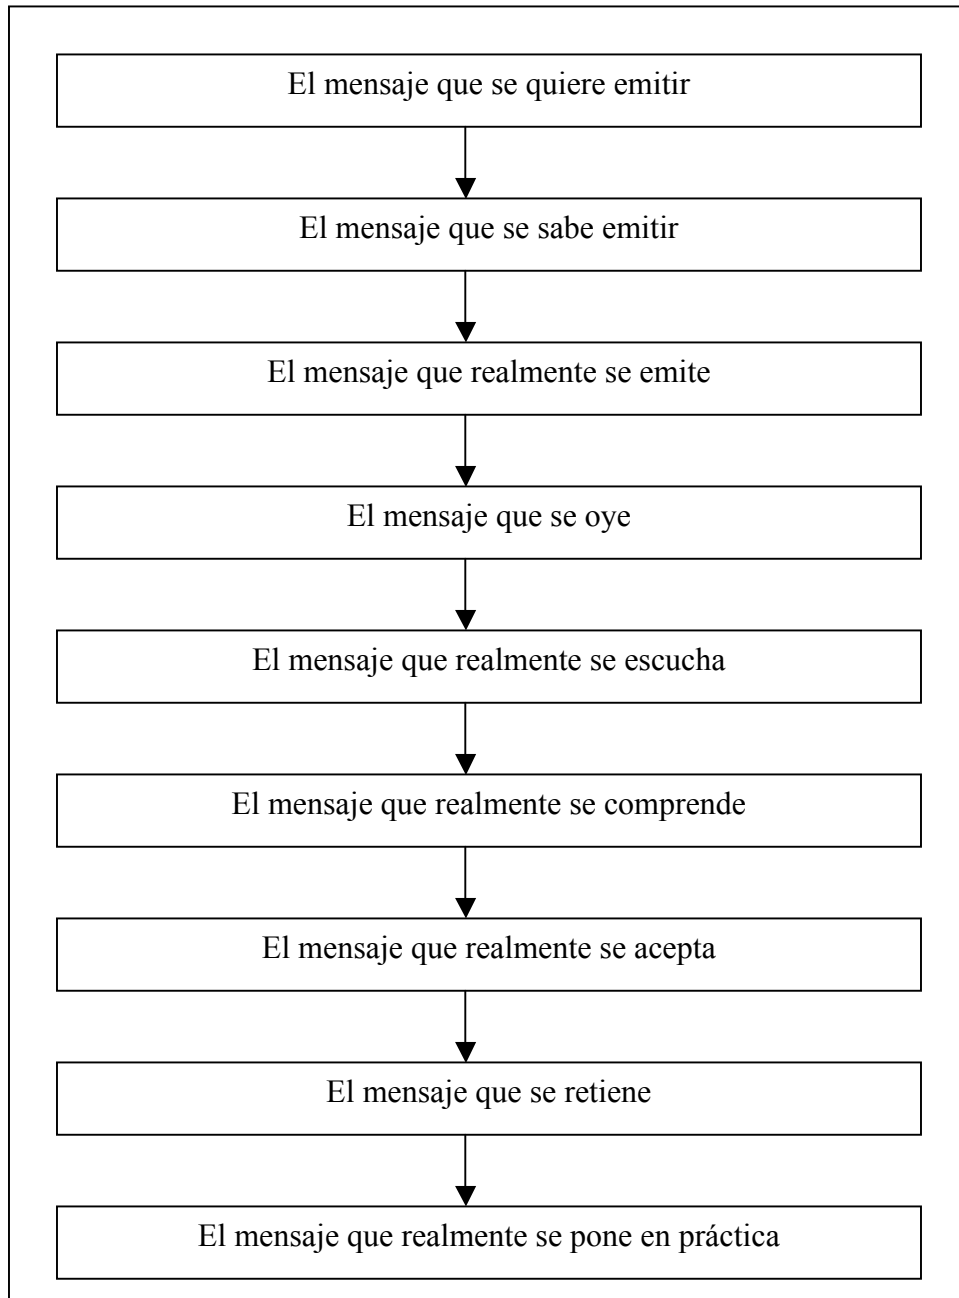 El mensaje que se quiere emitir
El mensaje que se sabe emitir
El mensaje que realmente se emite
El mensaje que se oye
El mensaje que realmente se escucha
El mensaje que realmente se comprende
El mensaje que realmente se acepta
El mensaje que se retiene
El mensaje que realmente se pone en práctica